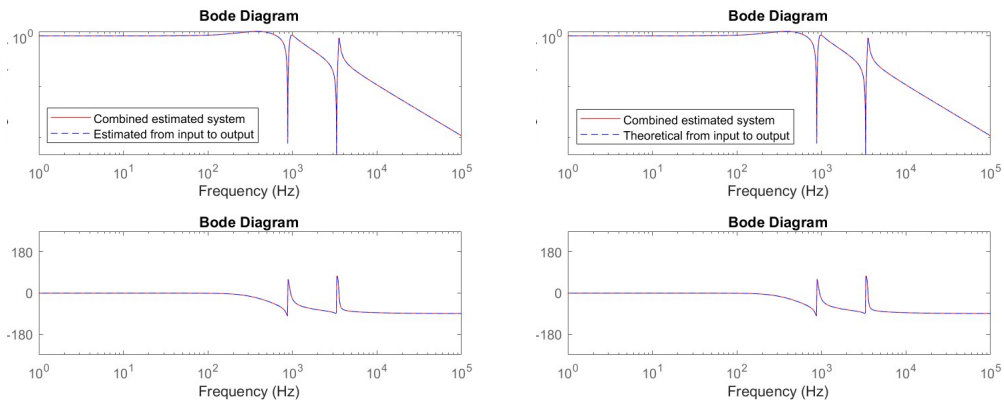 Bode Diagram
10^0
Combined estimated system
Estimated from input to output
10^0 10^1 10^2 10^3 10^4 10^5
Frequency (Hz)
Bode Diagram
180
0
-180
10^0 10^1 10^2 10^3 10^4 10^5
Frequency (Hz)
Bode Diagram
10^0
Combined estimated system
Theoretical from input to output
10^0 10^1 10^2 10^3 10^4 10^5
Frequency (Hz)
Bode Diagram
180
0
-180
10^0 10^1 10^2 10^3 10^4 10^5
Frequency (Hz)